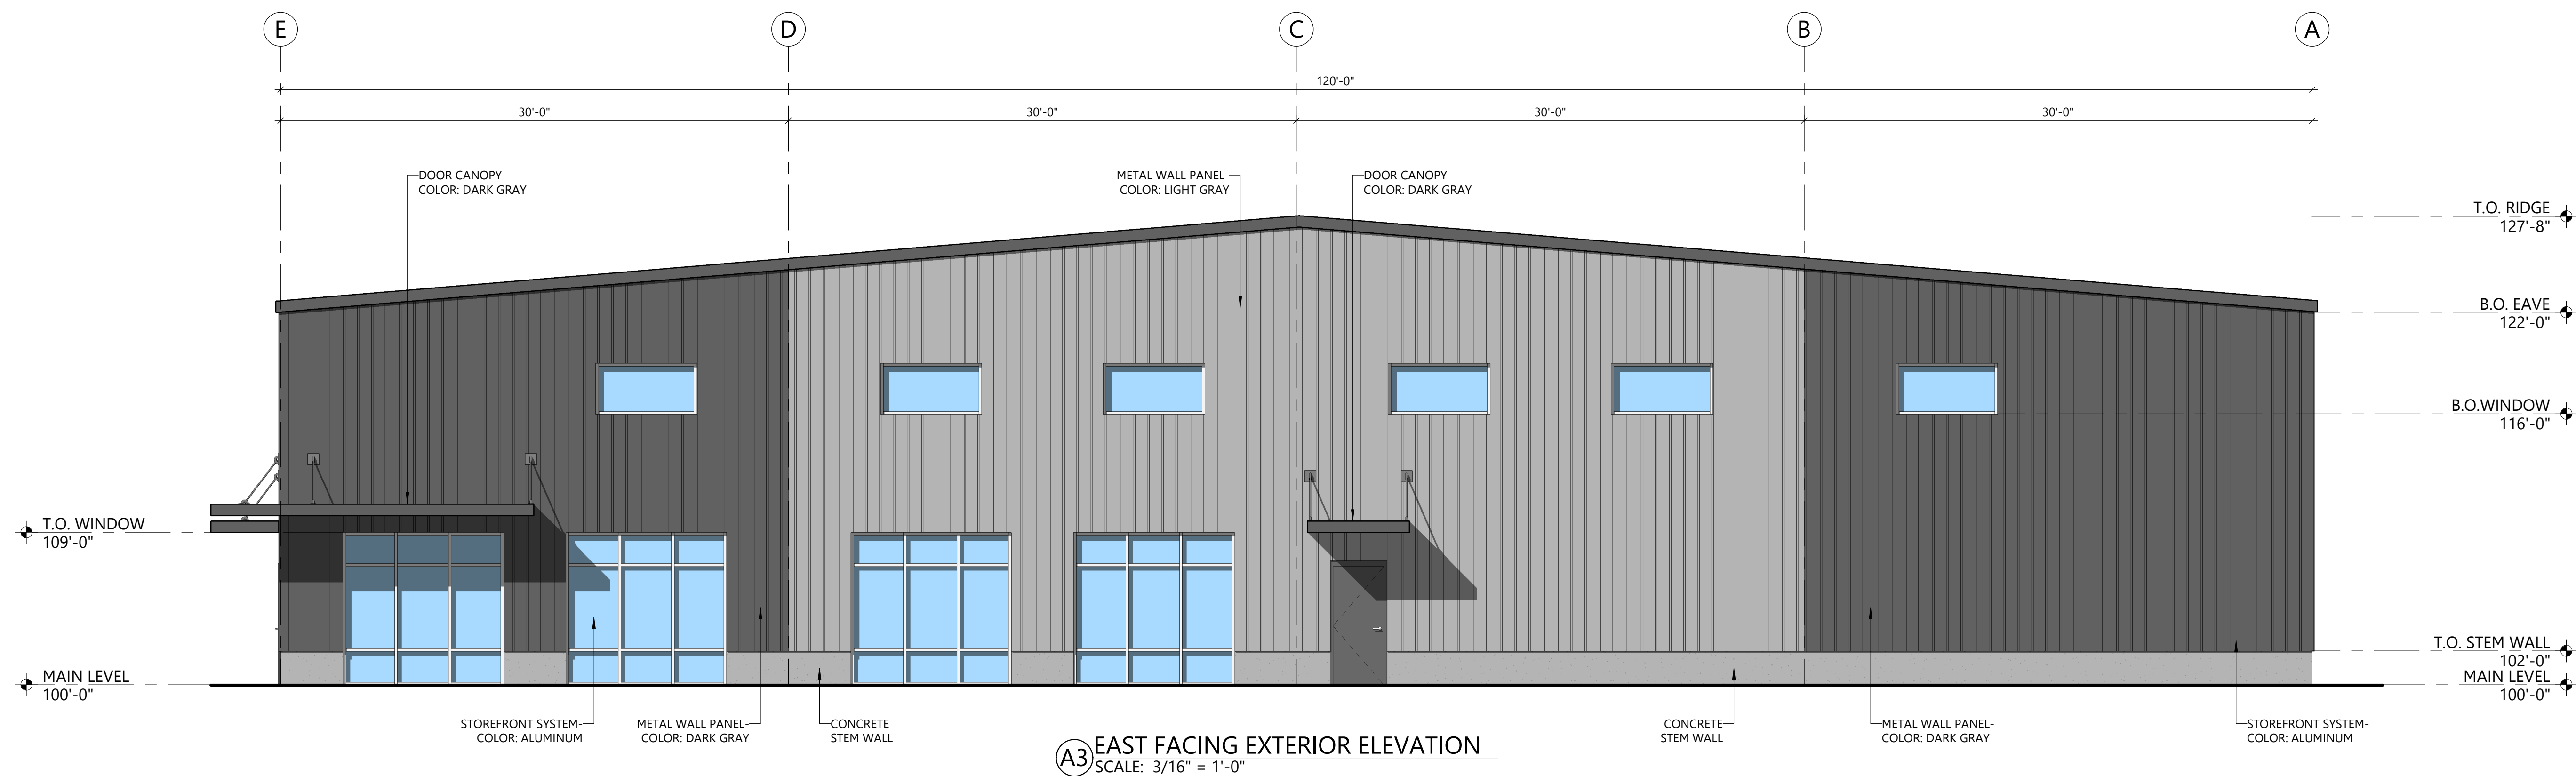 E
D
C
B
A
120'-0"
30'-0"
30'-0"
30'-0"
30'-0"
DOOR CANOPY-
COLOR: DARK GRAY
METAL WALL PANEL-
COLOR: LIGHT GRAY
DOOR CANOPY-
COLOR: DARK GRAY
T.O. RIDGE
127'-8"
B.O. EAVE
122'-0"
B.O.WINDOW
116'-0"
T.O. WINDOW
109'-0"
T.O. STEM WALL
102'-0"
MAIN LEVEL
100'-0"
MAIN LEVEL
100'-0"
STOREFRONT SYSTEM-
COLOR: ALUMINUM
METAL WALL PANEL-
COLOR: DARK GRAY
CONCRETE
STEM WALL
CONCRETE
STEM WALL
METAL WALL PANEL-
COLOR: DARK GRAY
STOREFRONT SYSTEM-
COLOR: ALUMINUM
A3
EAST FACING EXTERIOR ELEVATION
SCALE: 3/16" = 1'-0"